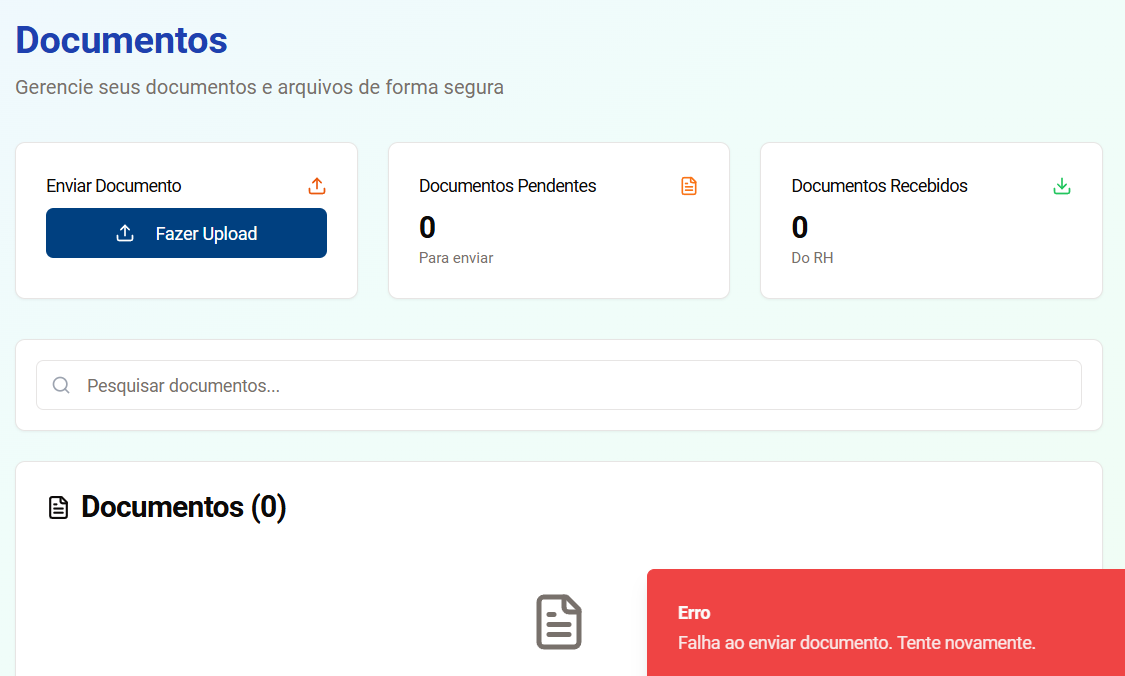 Documentos
Gerencie seus documentos e arquivos de forma segura
Enviar Documento
Fazer Upload
Documentos Pendentes
0
Para enviar
Documentos Recebidos
0
Do RH
Pesquisar documentos...
Documentos (0)
Erro
Falha ao enviar documento. Tente novamente.